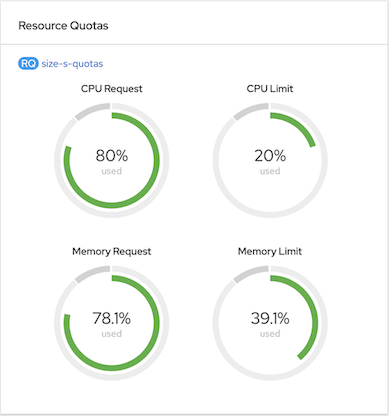 Resource Quotas
RQ size-s-quotas
CPU Request
CPU Limit
80%
used
20%
used
Memory Request
Memory Limit
78.1%
used
39.1%
used